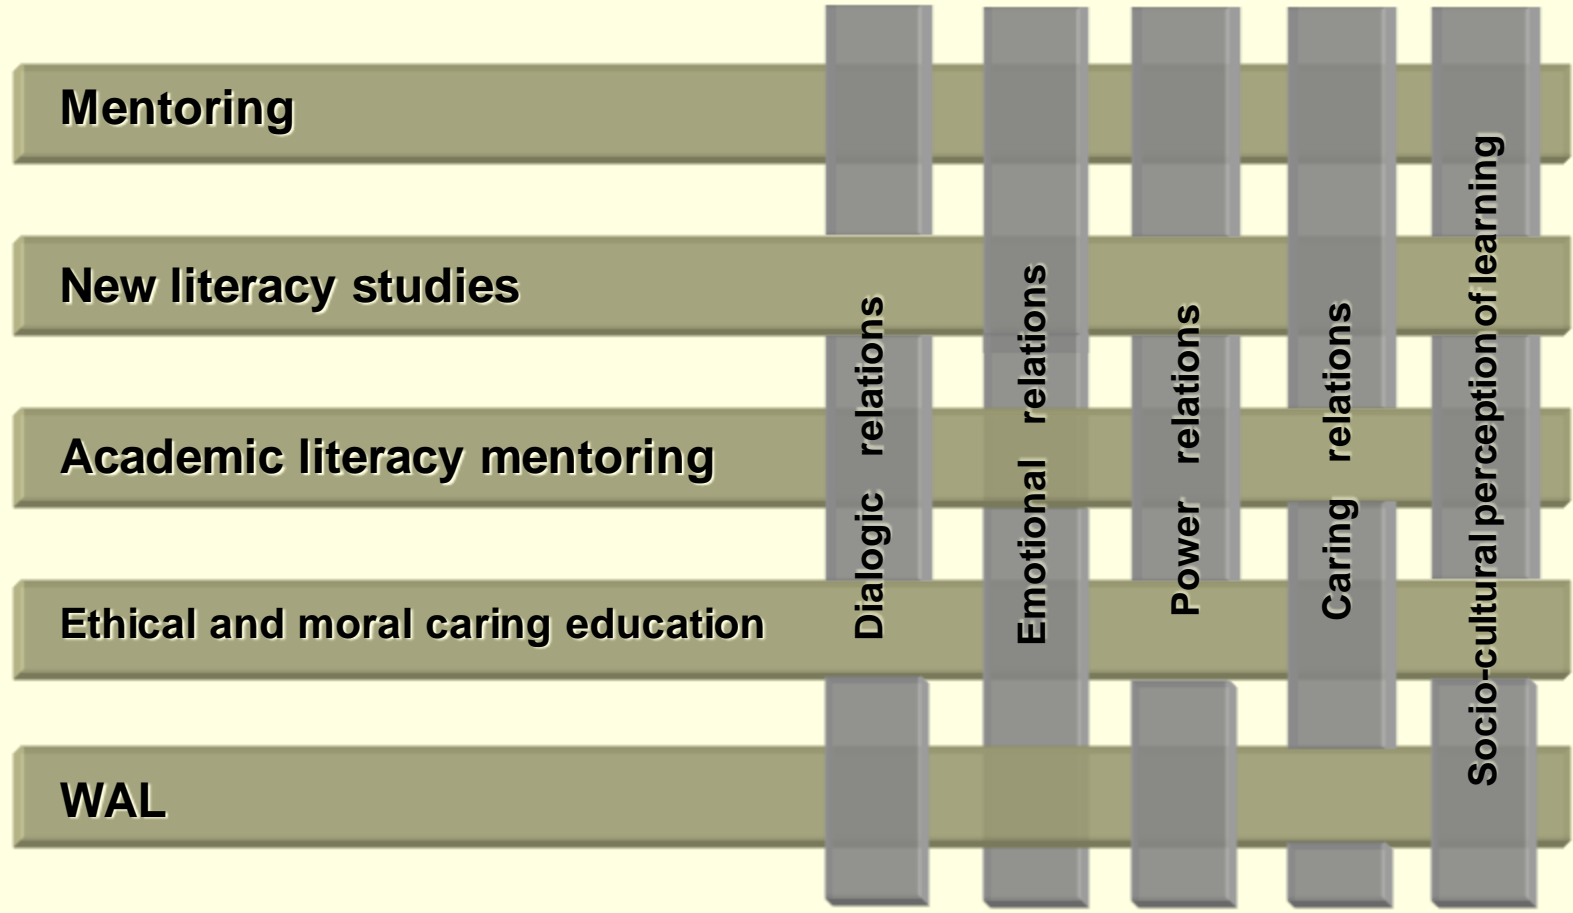 Mentoring
New literacy studies
Academic literacy mentoring
Ethical and moral caring education
WAL
Dialogic relations
Emotional relations
Power relations
Caring relations
Socio-cultural perception of learning